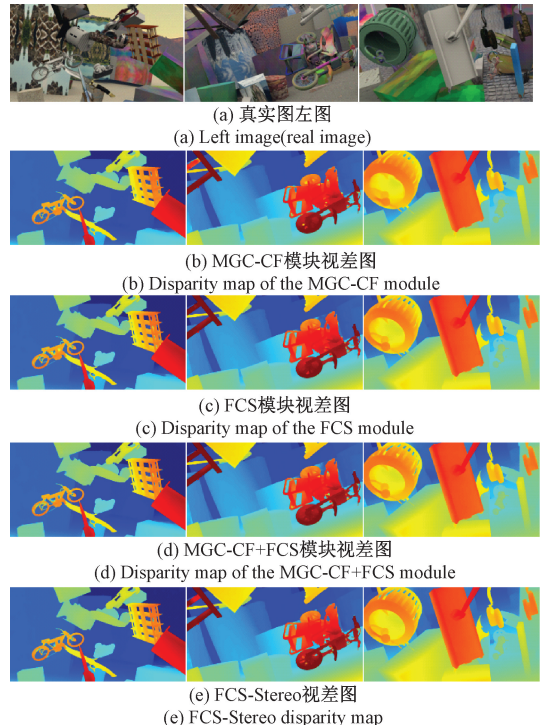 (a) 真实图左图
(a) Left image(real image)
(b) MGC-CF模块视差图
(b) Disparity map of the MGC-CF module
(c) FCS模块视差图
(c) Disparity map of the FCS module
(d) MGC-CF+FCS模块视差图
(d) Disparity map of the MGC-CF+FCS module
(e) FCS-Stereo视差图
(e) FCS-Stereo disparity map